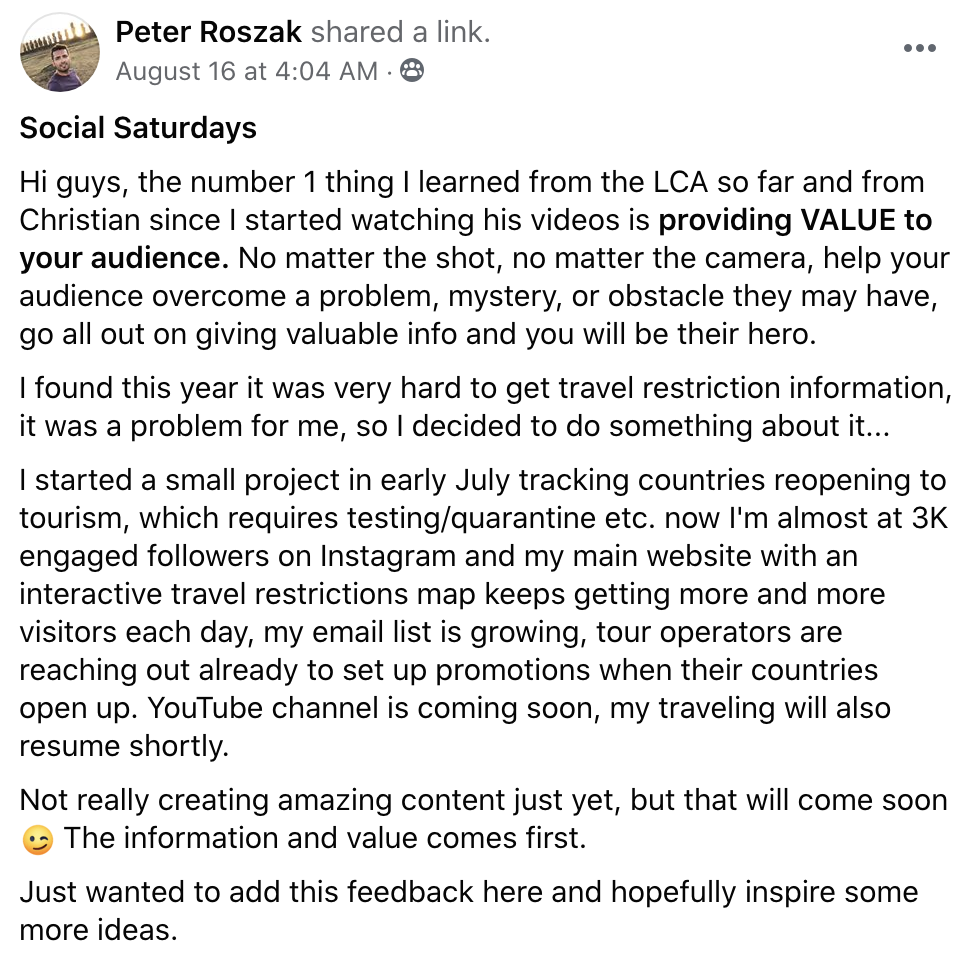 Peter Roszak shared a link.
August 16 at 4:04 AM ·
Social Saturdays
Hi guys, the number 1 thing I learned from the LCA so far and from
Christian since I started watching his videos is providing VALUE to
your audience. No matter the shot, no matter the camera, help your
audience overcome a problem, mystery, or obstacle they may have,
go all out on giving valuable info and you will be their hero.
I found this year it was very hard to get travel restriction information,
it was a problem for me, so I decided to do something about it...
I started a small project in early July tracking countries reopening to
tourism, which requires testing/quarantine etc. now I'm almost at 3K
engaged followers on Instagram and my main website with an
interactive travel restrictions map keeps getting more and more
visitors each day, my email list is growing, tour operators are
reaching out already to set up promotions when their countries
open up. YouTube channel is coming soon, my traveling will also
resume shortly.
Not really creating amazing content just yet, but that will come soon
😉 The information and value comes first.
Just wanted to add this feedback here and hopefully inspire some
more ideas.